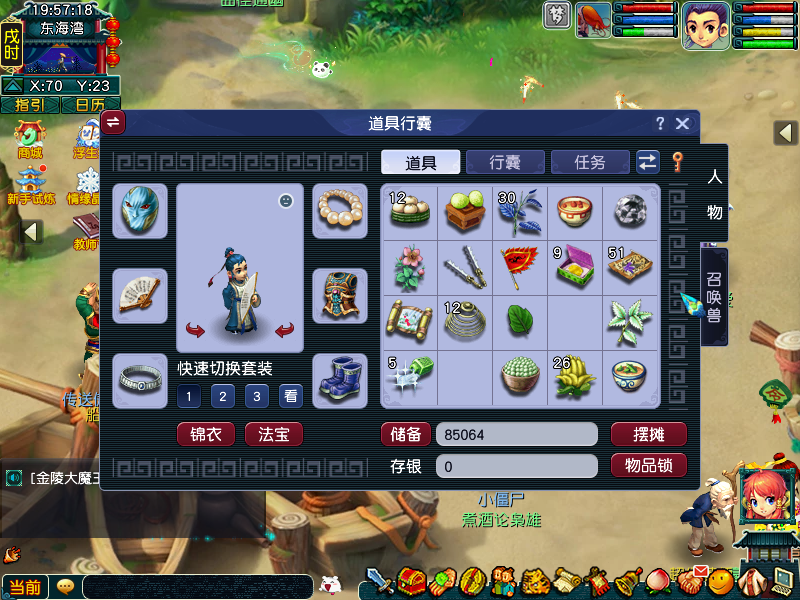 19:57:18
东海湾
戌时
X:70 Y:23
指引 日历
商城
新手试炼
教师
梦
道具行囊
?
道具 行囊 任务
人物
召唤兽
12
30
9
51
12
5
26
快速切换套装
1 2 3 看
锦衣 法宝
储备 85064 摆摊
存银 0 物品锁
小僵尸
煮酒论枭雄
当前